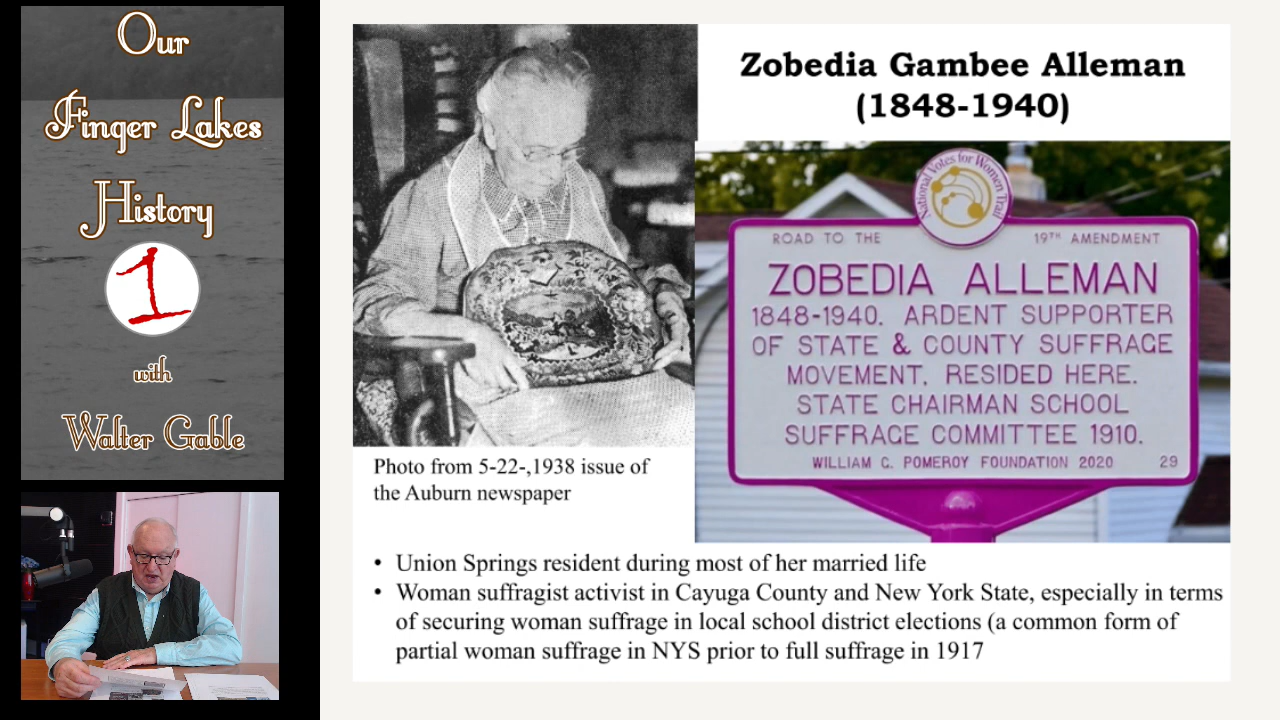 Our
Finger Lakes
History
1
with
Walter Gable
Zobedia Gambee Alleman
(1848-1940)
National Votes for Women Trail
ROAD TO THE 19TH AMENDMENT
ZOBEDIA ALLEMAN
1848-1940. ARDENT SUPPORTER
OF STATE & COUNTY SUFFRAGE
MOVEMENT, RESIDED HERE.
STATE CHAIRMAN SCHOOL
SUFFRAGE COMMITTEE 1910.
WILLIAM G. POMEROY FOUNDATION 2020 29
Photo from 5-22-,1938 issue of
the Auburn newspaper
• Union Springs resident during most of her married life
• Woman suffragist activist in Cayuga County and New York State, especially in terms
of securing woman suffrage in local school district elections (a common form of
partial woman suffrage in NYS prior to full suffrage in 1917